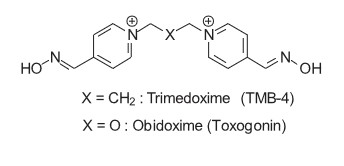 ⊕ ⊕
N X N
N N
HO OH
X = CH₂ : Trimedoxime (TMB-4)
X = O : Obidoxime (Toxogonin)